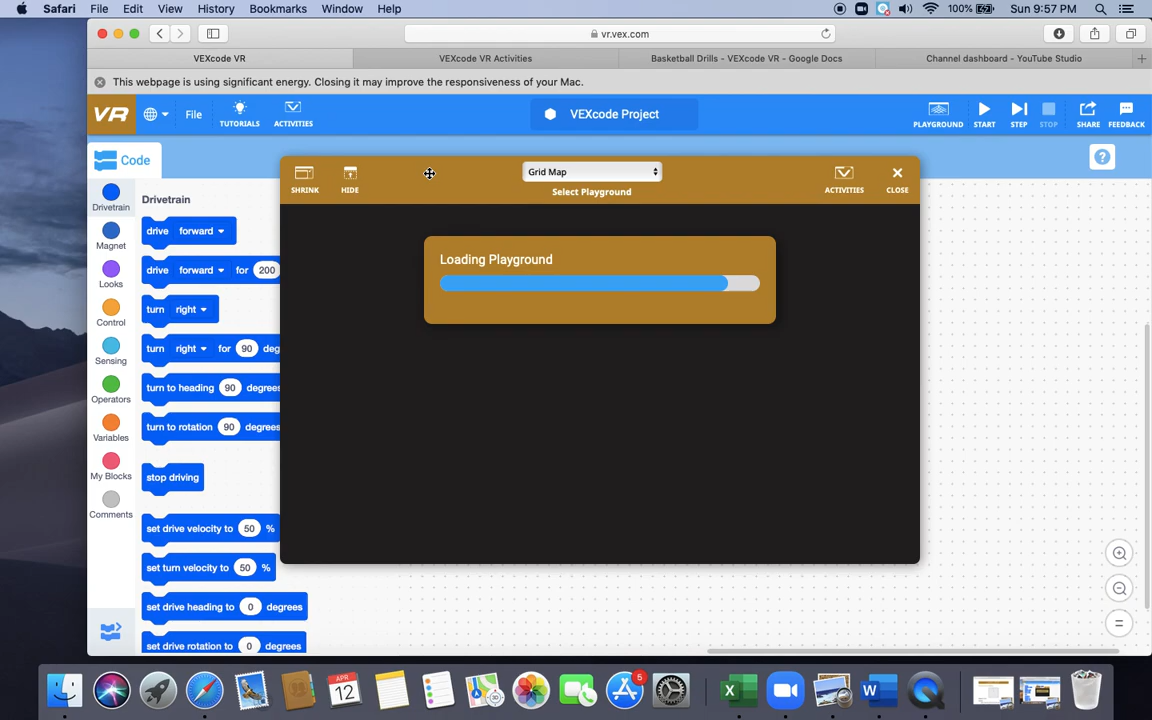 Safari File Edit View History Bookmarks Window Help 100% Sun 9:57 PM
vr.vex.com
VEXcode VR VEXcode VR Activities Basketball Drills - VEXcode VR - Google Docs Channel dashboard - YouTube Studio
This webpage is using significant energy. Closing it may improve the responsiveness of your Mac.
VR File TUTORIALS ACTIVITIES VEXcode Project PLAYGROUND START STEP STOP SHARE FEEDBACK
Code ?
SHRINK HIDE Grid Map ACTIVITIES CLOSE
Select Playground
Loading Playground
Drivetrain
Magnet
Looks
Control
Sensing
Operators
Variables
My Blocks
Comments
Drivetrain
drive forward
drive forward for 200
turn right
turn right for 90 deg
turn to heading 90 degrees
turn to rotation 90 degrees
stop driving
set drive velocity to 50 %
set turn velocity to 50 %
set drive heading to 0 degrees
set drive rotation to 0 degrees
APR
12
5